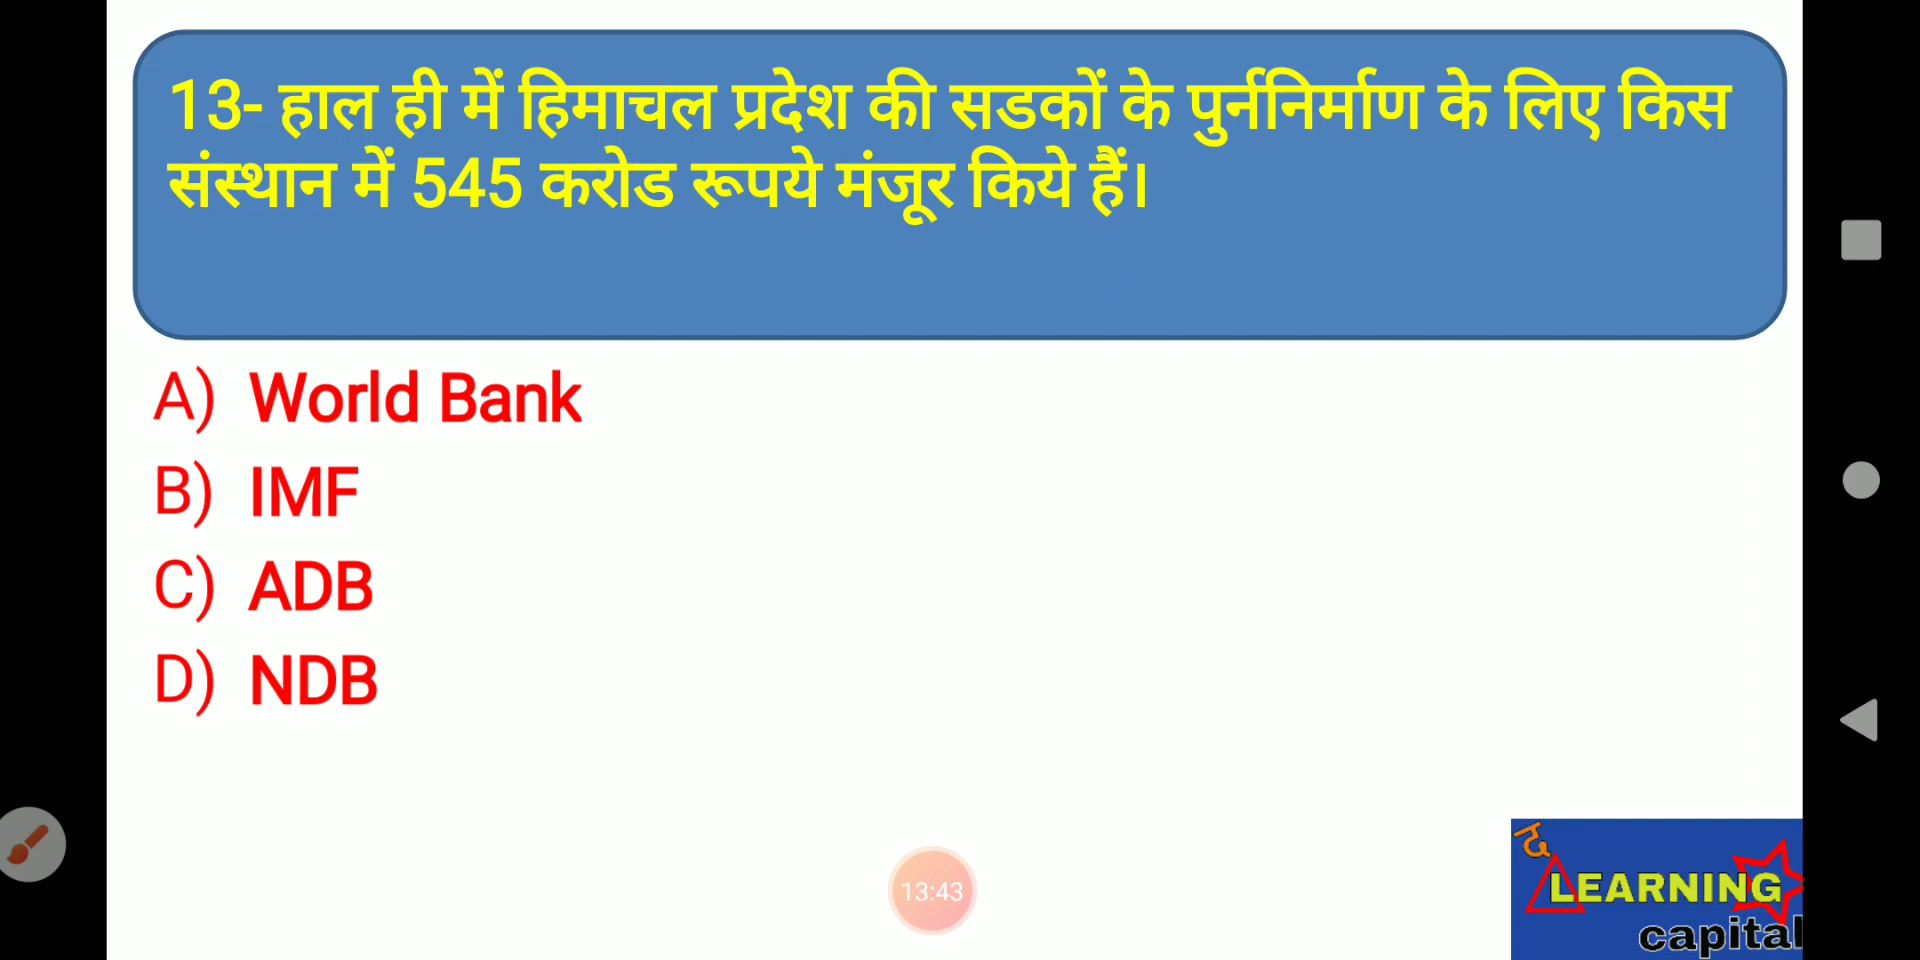 13- हाल ही में हिमाचल प्रदेश की सडकों के पुर्ननिर्माण के लिए किस
संस्थान में 545 करोड रूपये मंजूर किये हैं।
A) World Bank
B) IMF
C) ADB
D) NDB
13:43
द
LEARNING
capital